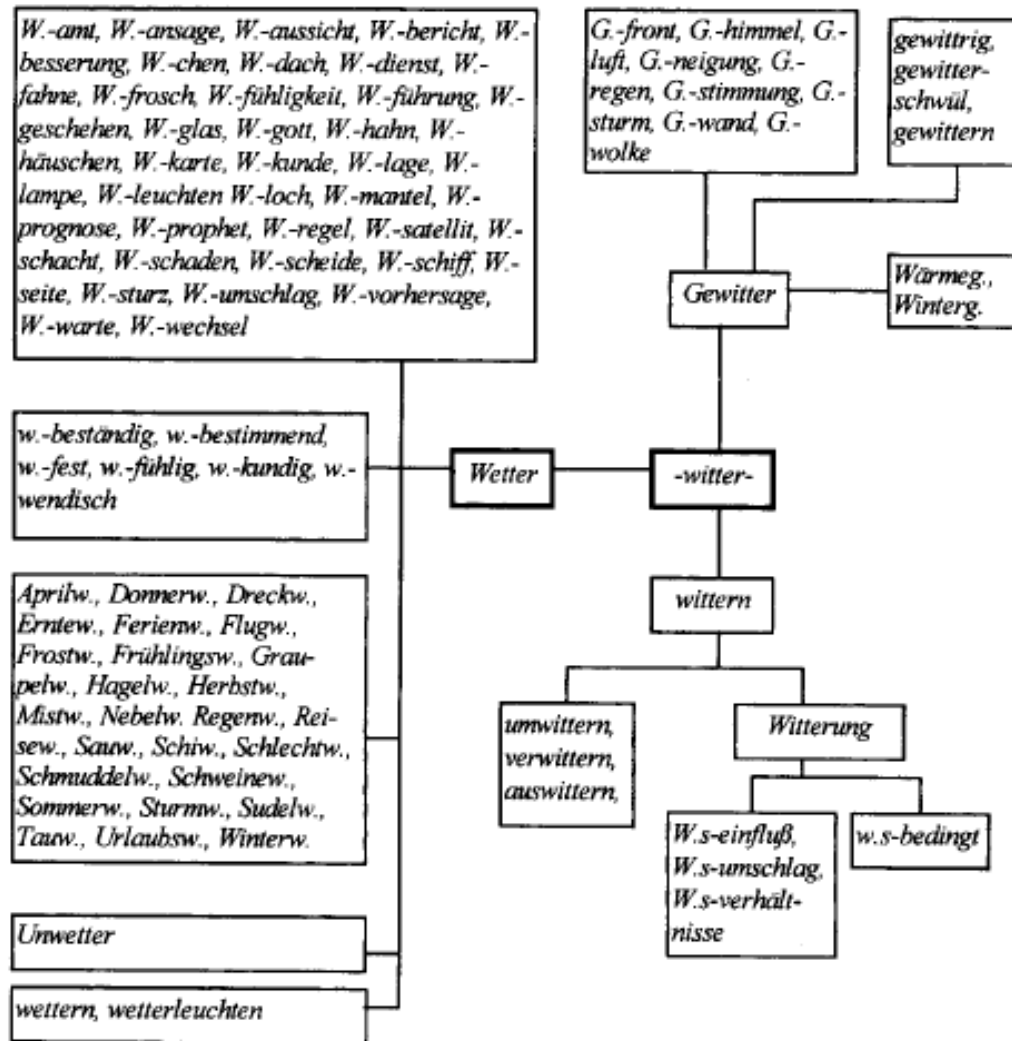 W.-amt, W.-ansage, W.-aussicht, W.-bericht, W.-
besserung, W.-chen, W.-dach, W.-dienst, W.-
fahne, W.-frosch, W.-fühligkeit, W.-führung, W.-
geschehen, W.-glas, W.-gott, W.-hahn, W.-
häuschen, W.-karte, W.-kunde, W.-lage, W.-
lampe, W.-leuchten W.-loch, W.-mantel, W.-
prognose, W.-prophet, W.-regel, W.-satellit, W.-
schacht, W.-schaden, W.-scheide, W.-schiff, W.-
seite, W.-sturz, W.-umschlag, W.-vorhersage,
W.-warte, W.-wechsel
G.-front, G.-himmel, G.-
luft, G.-neigung, G.-
regen, G.-stimmung, G.-
sturm, G.-wand, G.-
wolke
gewittrig,
gewitter-
schwül,
gewittern
Gewitter
Wärmeg.,
Winterg.
w.-beständig, w.-bestimmend,
w.-fest, w.-fühlig, w.-kundig, w.-
wendisch
Wetter
-witter-
Aprilw., Donnerw., Dreckw.,
Erntew., Ferienw., Flugw.,
Frostw., Frühlingsw., Grau-
pelw., Hagelw., Herbstw.,
Mistw., Nebelw. Regenw., Rei-
sew., Sauw., Schiw., Schlechtw.,
Schmuddelw., Schweinew.,
Sommerw., Sturmw., Sudelw.,
Tauw., Urlaubsw., Winterw.
wittern
umwittern,
verwittern,
auswittern,
Witterung
W.s-einfluß,
W.s-umschlag,
W.s-verhält-
nisse
w.s-bedingt
Unwetter
wettern, wetterleuchten